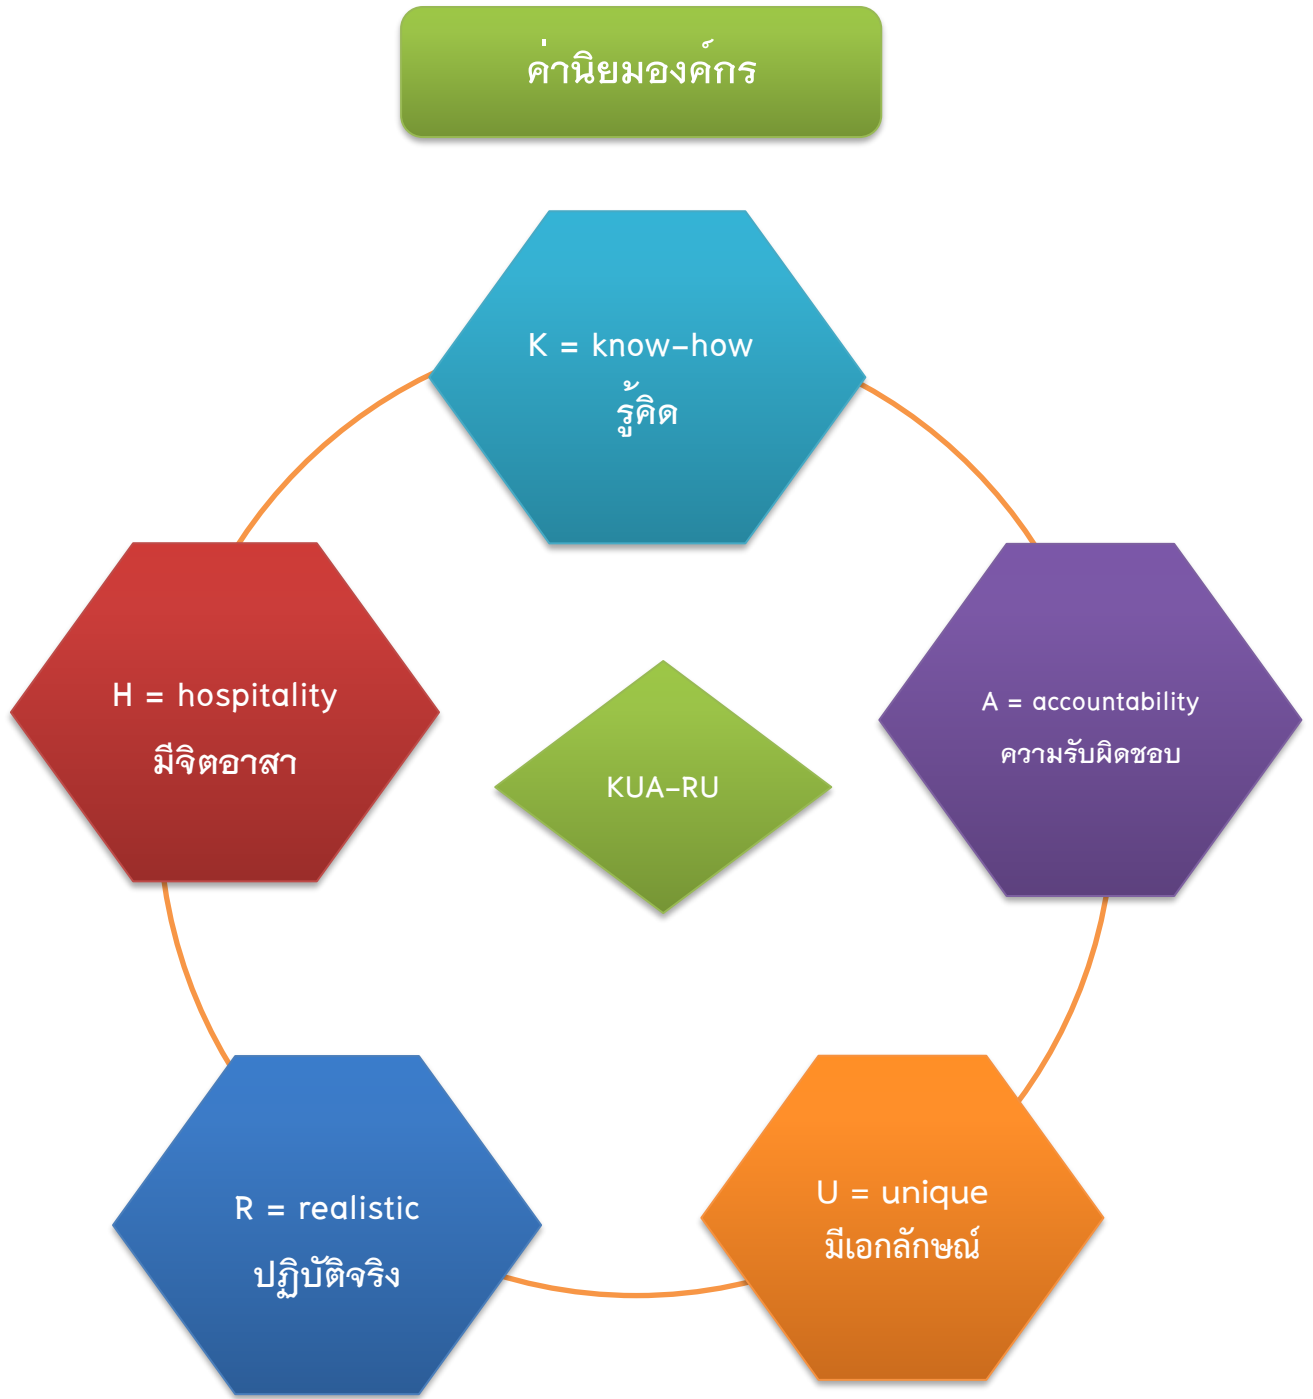 ค่านิยมองค์กร
K = know-how
รู้คิด
H = hospitality
มีจิตอาสา
A = accountability
ความรับผิดชอบ
KUA-RU
R = realistic
ปฏิบัติจริง
U = unique
มีเอกลักษณ์